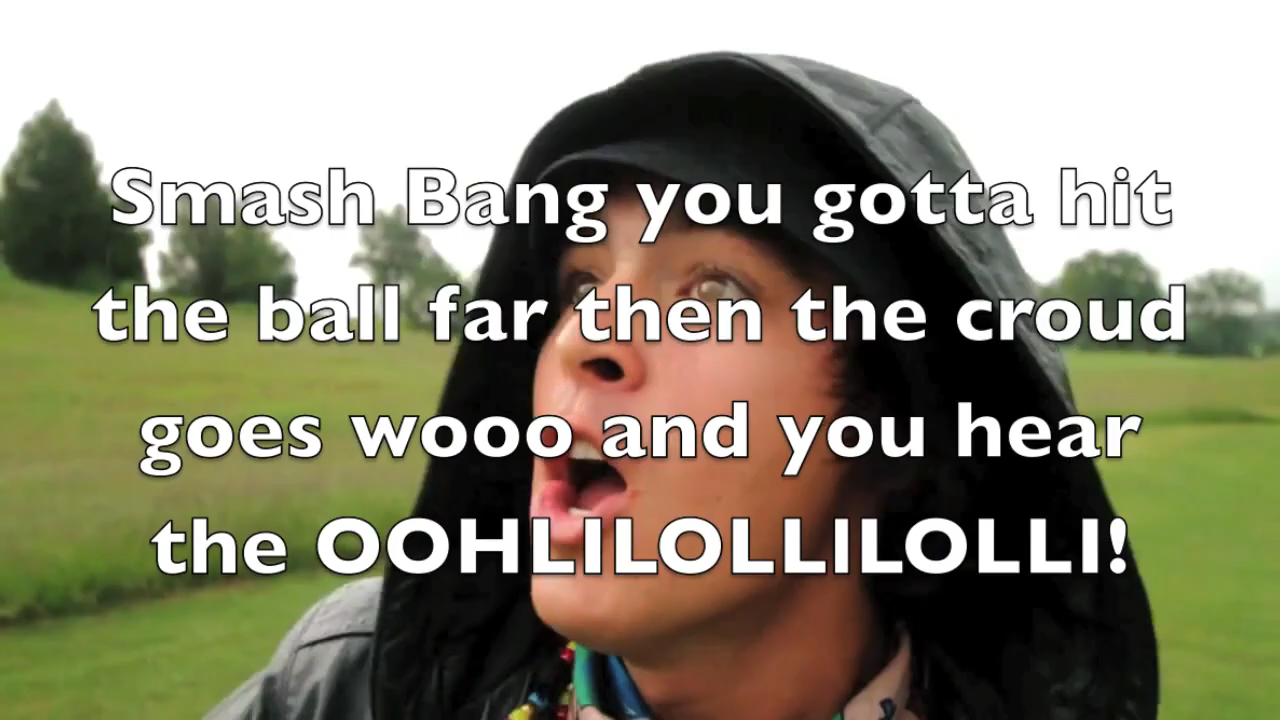 Smash Bang you gotta hit
the ball far then the croud
goes wooo and you hear
the OOHLILOLLILOLLI!